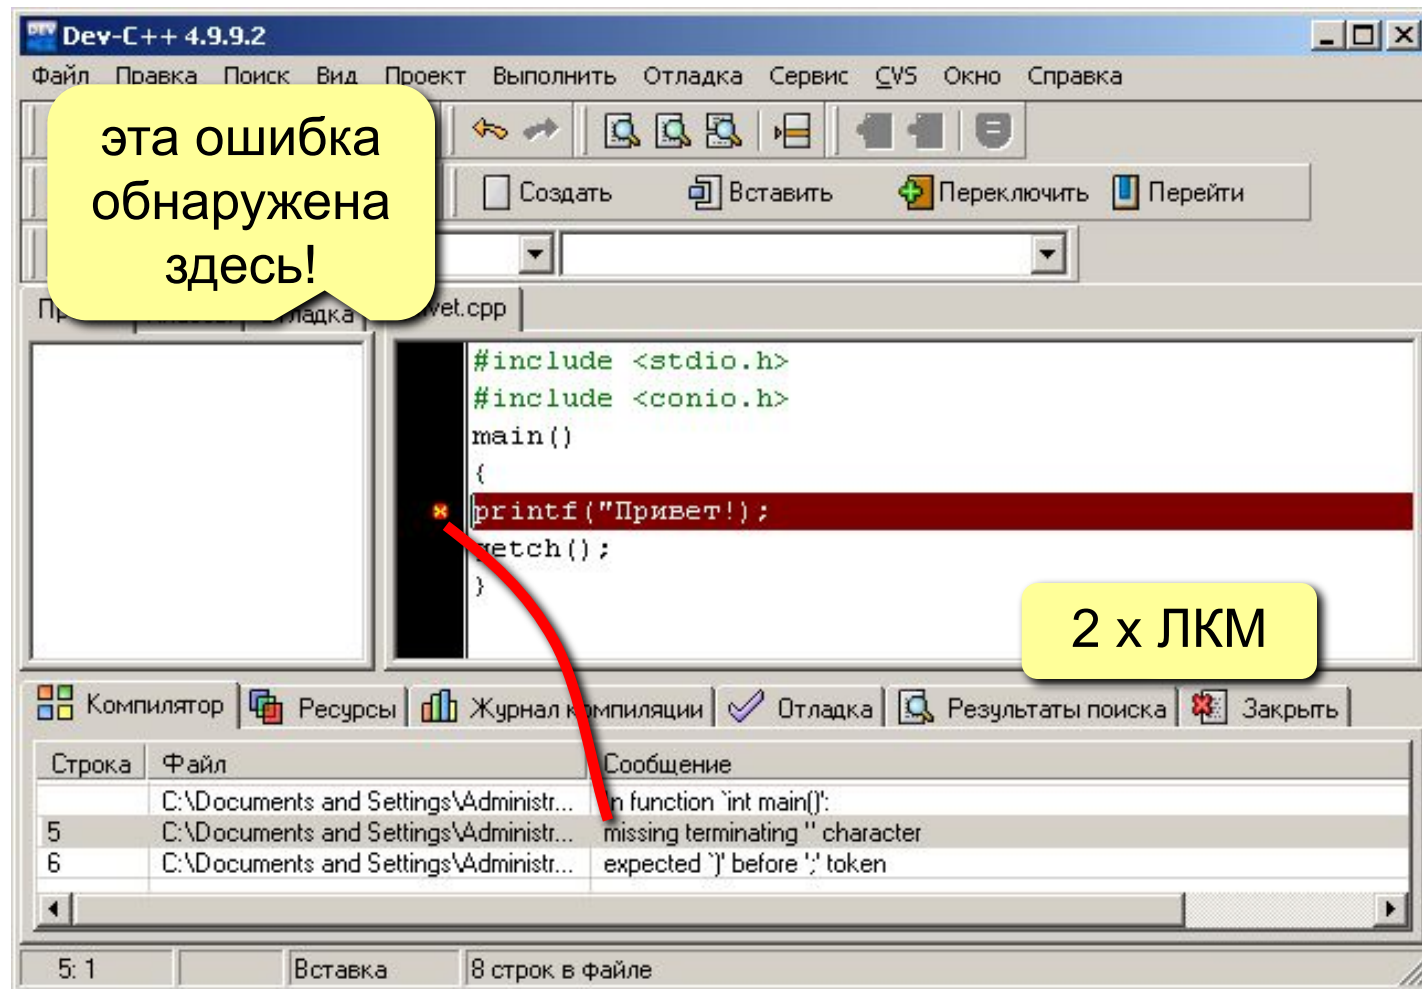 Dev-C++ 4.9.9.2
Файл Правка Поиск Вид Проект Выполнить Отладка Сервис CVS Окно Справка
эта ошибка
обнаружена
здесь!
Создать Вставить Переключить Перейти
#include <stdio.h>
#include <conio.h>
main()
{
printf("Привет!);
getch();
}
2 x ЛКМ
Компилятор Ресурсы Журнал компиляции Отладка Результаты поиска Закрыть
Строка Файл Сообщение
C:\Documents and Settings\Administr... In function `int main()':
5 C:\Documents and Settings\Administr... missing terminating " character
6 C:\Documents and Settings\Administr... expected `)' before ';' token
5: 1 Вставка 8 строк в файле